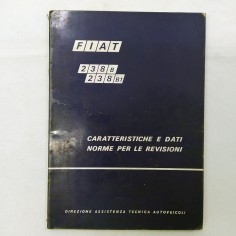 FIAT
238 B
238 B1
CARATTERISTICHE E DATI
NORME PER LE REVISIONI
DIREZIONE ASSISTENZA TECNICA AUTOVEICOLI